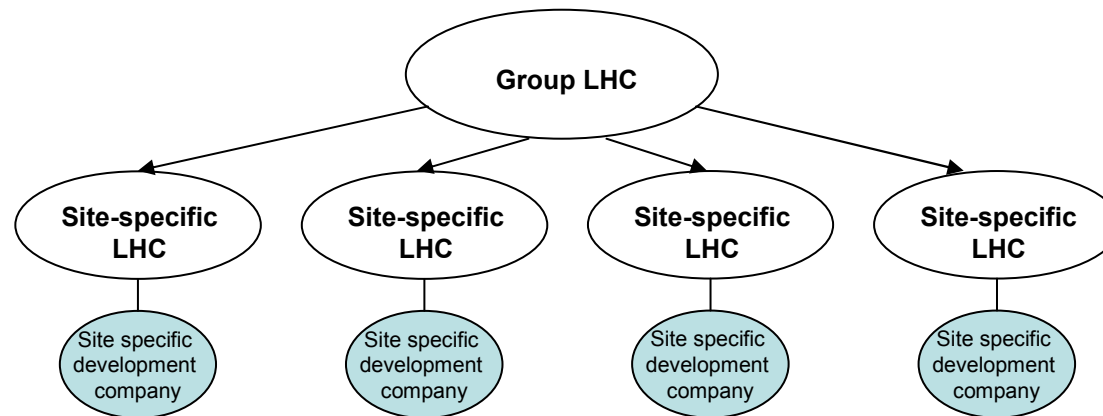 Group LHC
Site-specific
LHC
Site-specific
LHC
Site-specific
LHC
Site-specific
LHC
Site specific
development
company
Site specific
development
company
Site specific
development
company
Site specific
development
company